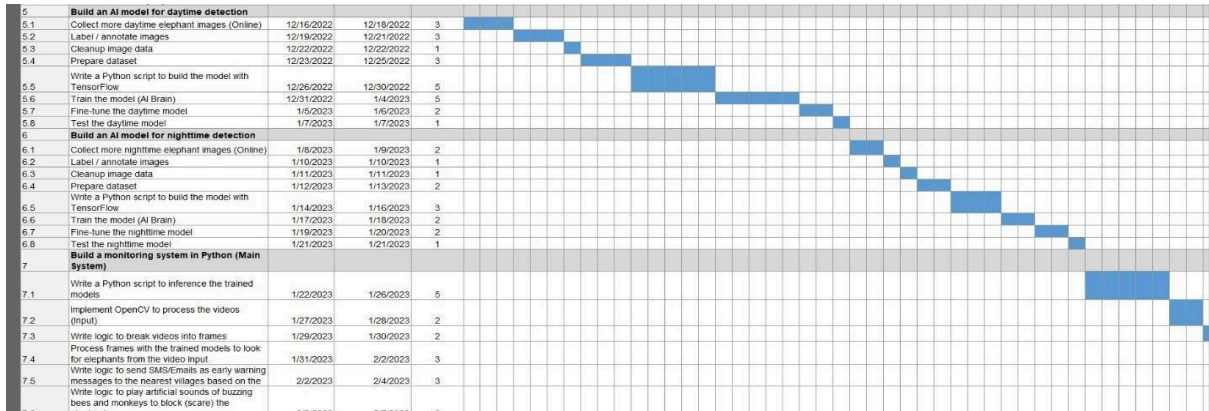 5 Build an AI model for daytime detection
5.1 Collect more daytime elephant images (Online) 12/16/2022 12/18/2022 3
5.2 Label / annotate images 12/19/2022 12/21/2022 3
5.3 Cleanup image data 12/22/2022 12/22/2022 1
5.4 Prepare dataset 12/23/2022 12/25/2022 3
Write a Python script to build the model with
5.5 TensorFlow 12/26/2022 12/30/2022 5
5.6 Train the model (AI Brain) 12/31/2022 1/4/2023 5
5.7 Fine-tune the daytime model 1/5/2023 1/6/2023 2
5.8 Test the daytime model 1/7/2023 1/7/2023 1
6 Build an AI model for nighttime detection
6.1 Collect more nighttime elephant images (Online) 1/8/2023 1/9/2023 2
6.2 Label / annotate images 1/10/2023 1/10/2023 1
6.3 Cleanup image data 1/11/2023 1/11/2023 1
6.4 Prepare dataset 1/12/2023 1/13/2023 2
Write a Python script to build the model with
6.5 TensorFlow 1/14/2023 1/16/2023 3
6.6 Train the model (AI Brain) 1/17/2023 1/18/2023 2
6.7 Fine-tune the nighttime model 1/19/2023 1/20/2023 2
6.8 Test the nighttime model 1/21/2023 1/21/2023 1
Build a monitoring system in Python (Main
7 System)
Write a Python script to inference the trained
7.1 models 1/22/2023 1/26/2023 5
Implement OpenCV to process the videos
7.2 (Input) 1/27/2023 1/28/2023 2
7.3 Write logic to break videos into frames 1/29/2023 1/30/2023 2
Process frames with the trained models to look
7.4 for elephants from the video input. 1/31/2023 2/2/2023 3
Write logic to send SMS/Emails as early warning
7.5 messages to the nearest villages based on the 2/2/2023 2/4/2023 3
Write logic to play artificial sounds of buzzing
bees and monkeys to block (scare) the